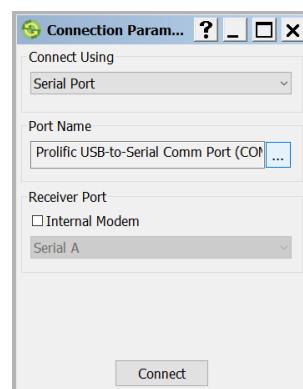 Connection Param... ?
Connect Using
Serial Port
Port Name
Prolific USB-to-Serial Comm Port (COM
...
Receiver Port
Internal Modem
Serial A
Connect